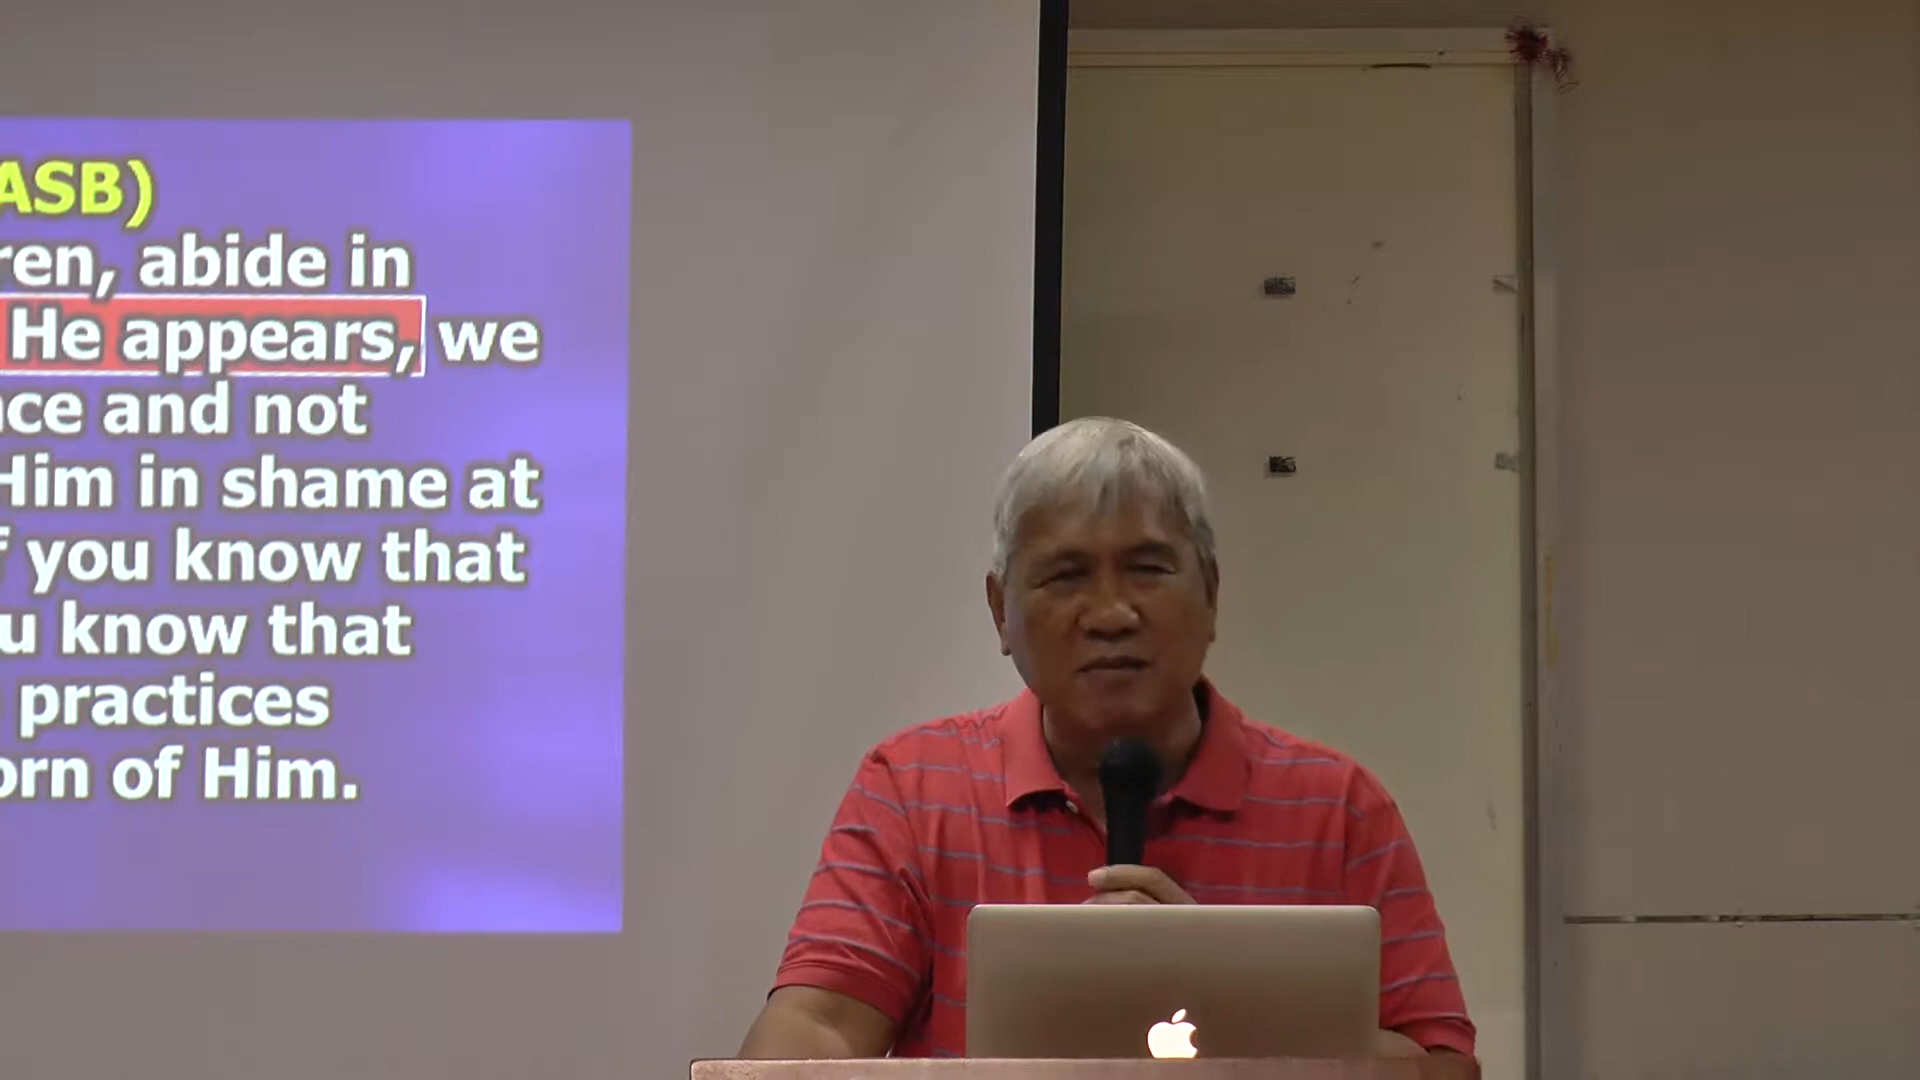 ASB)
ren, abide in
He appears, we
ce and not
Him in shame at
f you know that
u know that
practices
orn of Him.